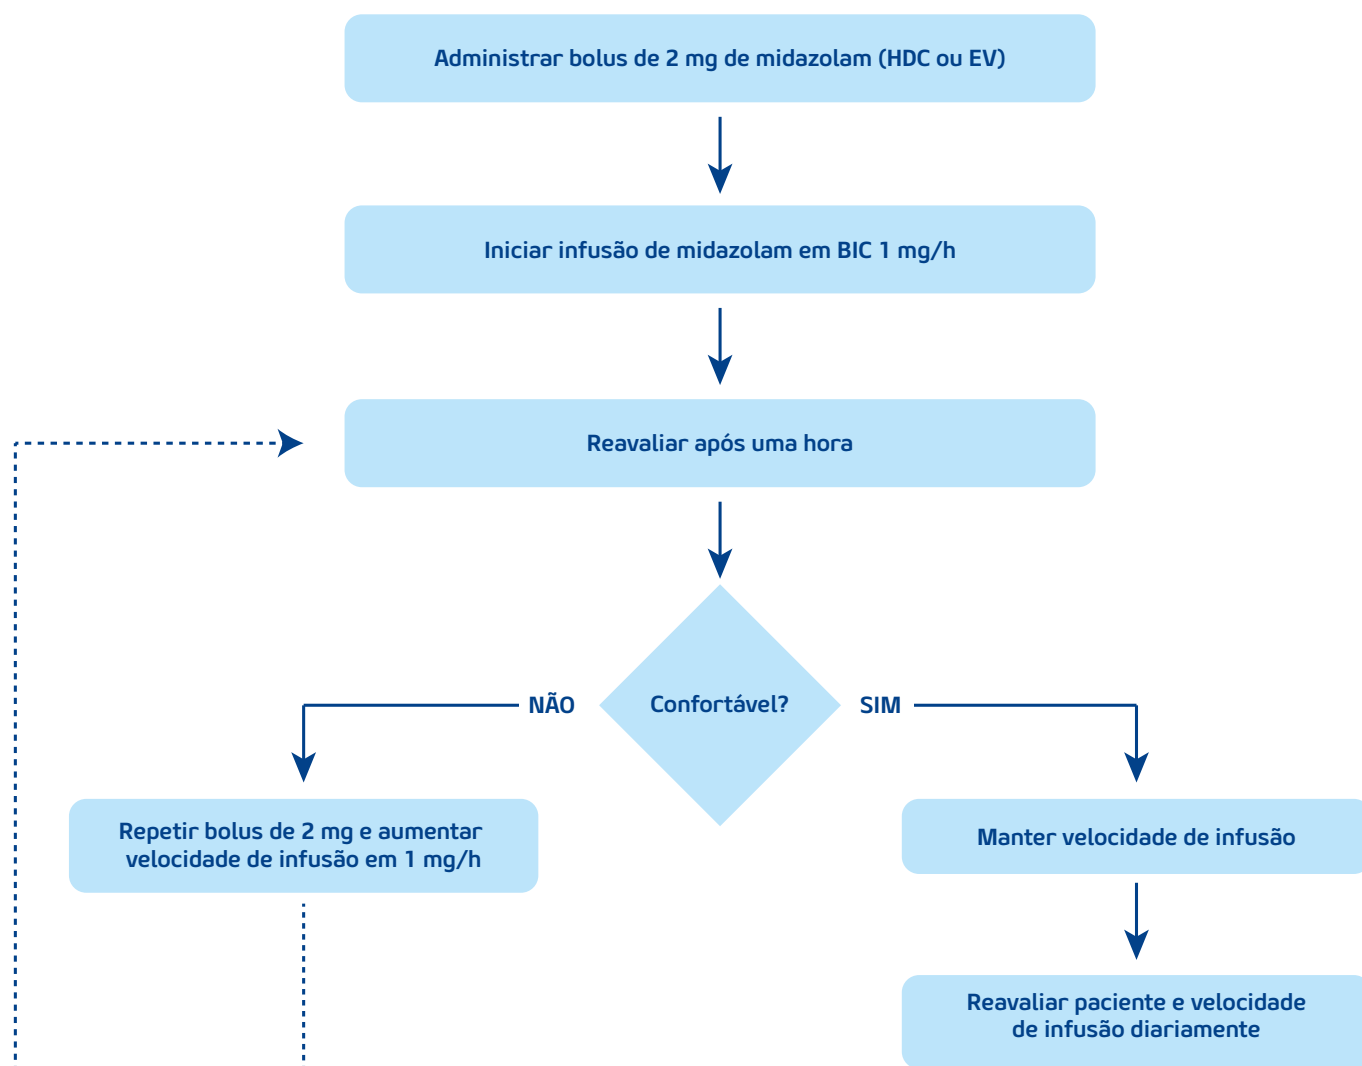 Administrar bolus de 2 mg de midazolam (HDC ou EV)
Iniciar infusão de midazolam em BIC 1 mg/h
Reavaliar após uma hora
Confortável?
NÃO
SIM
Repetir bolus de 2 mg e aumentar
velocidade de infusão em 1 mg/h
Manter velocidade de infusão
Reavaliar paciente e velocidade
de infusão diariamente